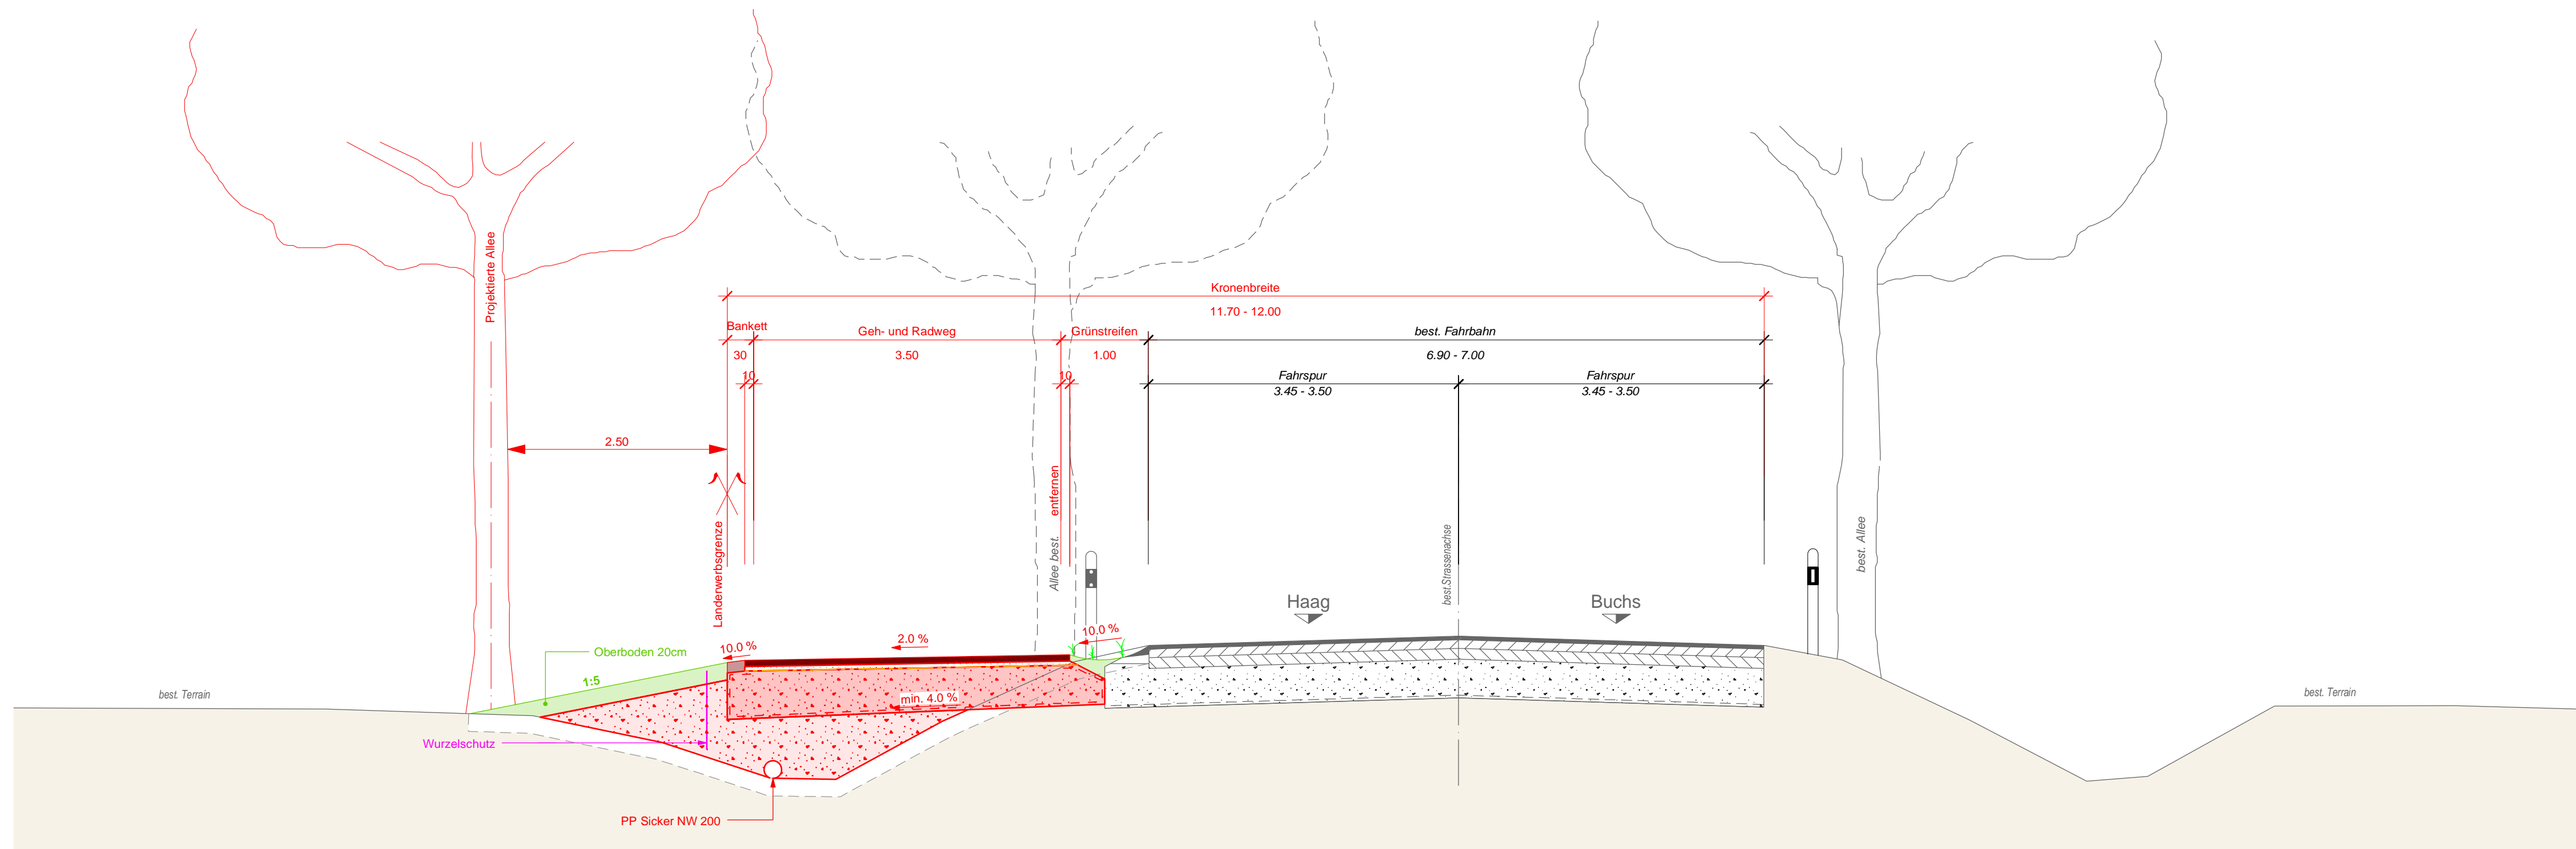 Projektierte Allee
Kronenbreite
11.70 - 12.00
Bankett
Geh- und Radweg
Grünstreifen
best. Fahrbahn
30
3.50
1.00
6.90 - 7.00
10
10
Fahrspur
Fahrspur
3.45 - 3.50
3.45 - 3.50
2.50
Landerwerbsgrenze
Allee best.
entfernen
best.Strassenachse
best. Allee
Haag
Buchs
10.0 %
2.0 %
10.0 %
Oberboden 20cm
1:5
best. Terrain
min. 4.0 %
best. Terrain
Wurzelschutz
PP Sicker NW 200